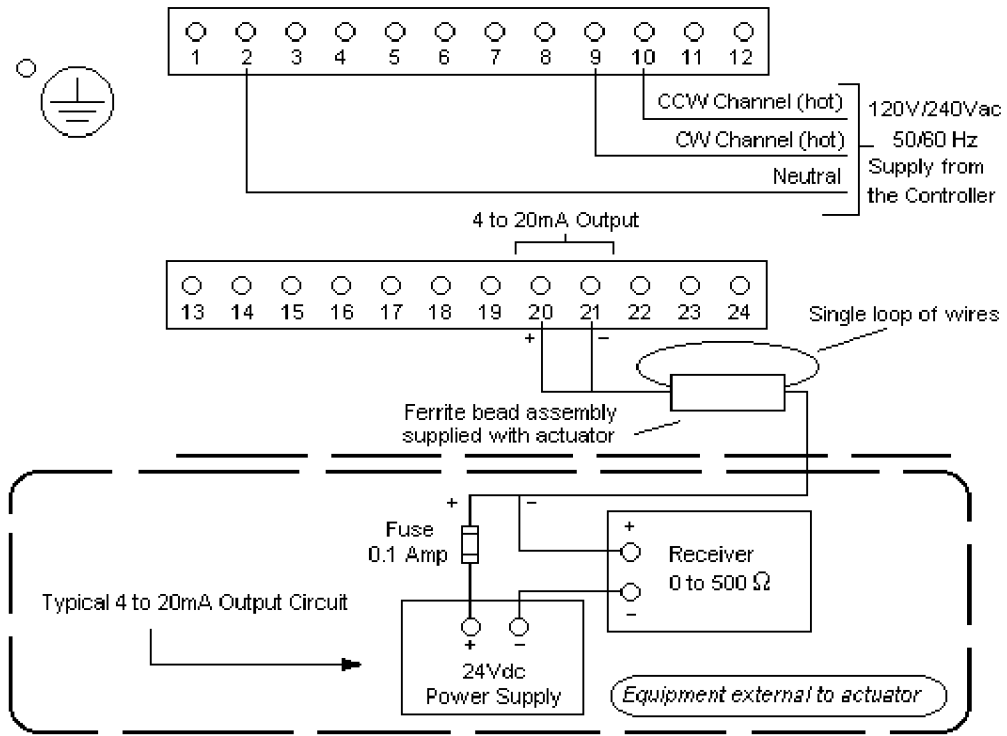 1 2 3 4 5 6 7 8 9 10 11 12
CCW Channel (hot)
CW Channel (hot)
Neutral
120V/240Vac
50/60 Hz
Supply from
the Controller
4 to 20mA Output
13 14 15 16 17 18 19 20 21 22 23 24
+ –
Single loop of wires
Ferrite bead assembly
supplied with actuator
+ –
Fuse
0.1 Amp
+
Receiver
0 to 500 Ω
–
Typical 4 to 20mA Output Circuit
+ –
24Vdc
Power Supply
Equipment external to actuator